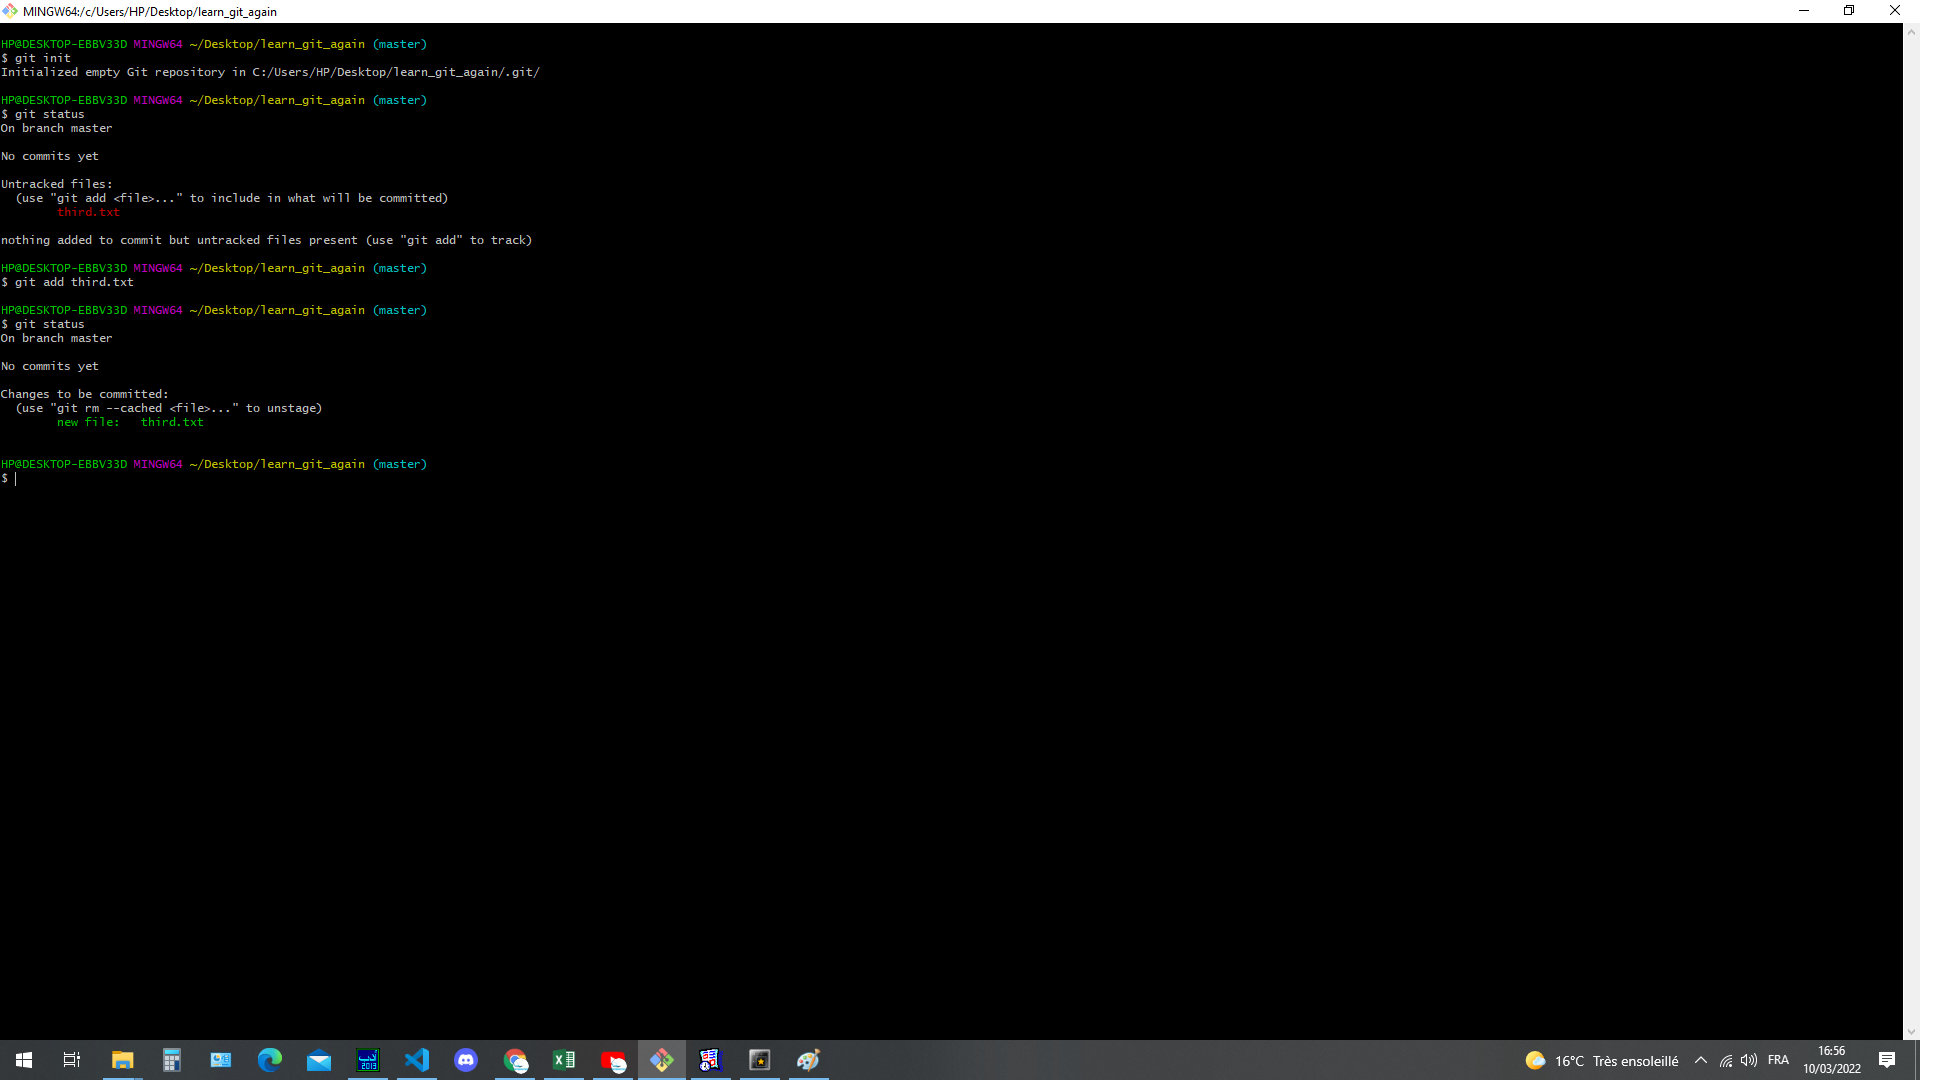 MINGW64:/c/Users/HP/Desktop/learn_git_again
HP@DESKTOP-EBBV33D MINGW64 ~/Desktop/learn_git_again (master)
$ git init
Initialized empty Git repository in C:/Users/HP/Desktop/learn_git_again/.git/
HP@DESKTOP-EBBV33D MINGW64 ~/Desktop/learn_git_again (master)
$ git status
On branch master
No commits yet
Untracked files:
(use "git add <file>..." to include in what will be committed)
third.txt
nothing added to commit but untracked files present (use "git add" to track)
HP@DESKTOP-EBBV33D MINGW64 ~/Desktop/learn_git_again (master)
$ git add third.txt
HP@DESKTOP-EBBV33D MINGW64 ~/Desktop/learn_git_again (master)
$ git status
On branch master
No commits yet
Changes to be committed:
(use "git rm --cached <file>..." to unstage)
new file:   third.txt
HP@DESKTOP-EBBV33D MINGW64 ~/Desktop/learn_git_again (master)
$
2013
16°C Très ensoleillé
FRA
16:56
10/03/2022